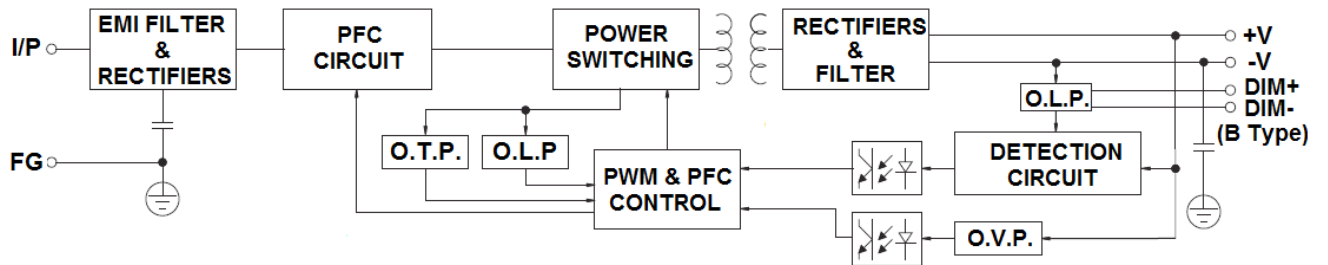 I/P
EMI FILTER
&
RECTIFIERS
PFC
CIRCUIT
POWER
SWITCHING
RECTIFIERS
&
FILTER
+V
-V
O.L.P.
DIM+
DIM-
(B Type)
FG
O.T.P.
O.L.P
PWM & PFC
CONTROL
DETECTION
CIRCUIT
O.V.P.